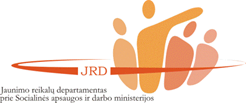 JRD
Jaunimo reikalų departamentas
prie Socialinės apsaugos ir darbo ministerijos